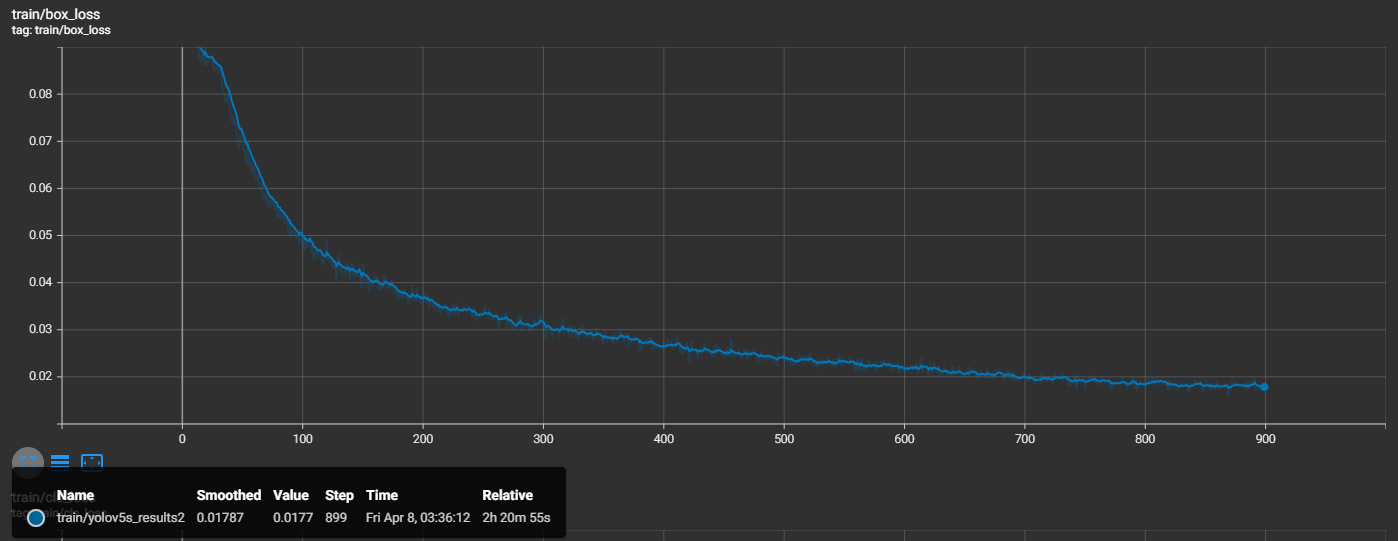 train/box_loss
tag: train/box_loss
0.08
0.07
0.06
0.05
0.04
0.03
0.02
0 100 200 300 400 500 600 700 800 900
Name Smoothed Value Step Time Relative
train/yolov5s_results2 0.01787 0.0177 899 Fri Apr 8, 03:36:12 2h 20m 55s